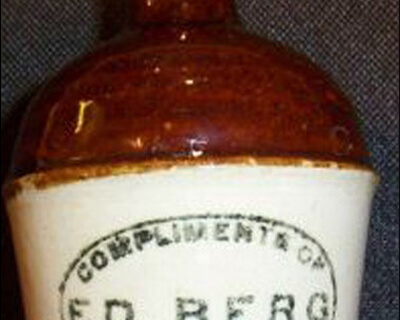 COMPLIMENTS OF
ED. BERG